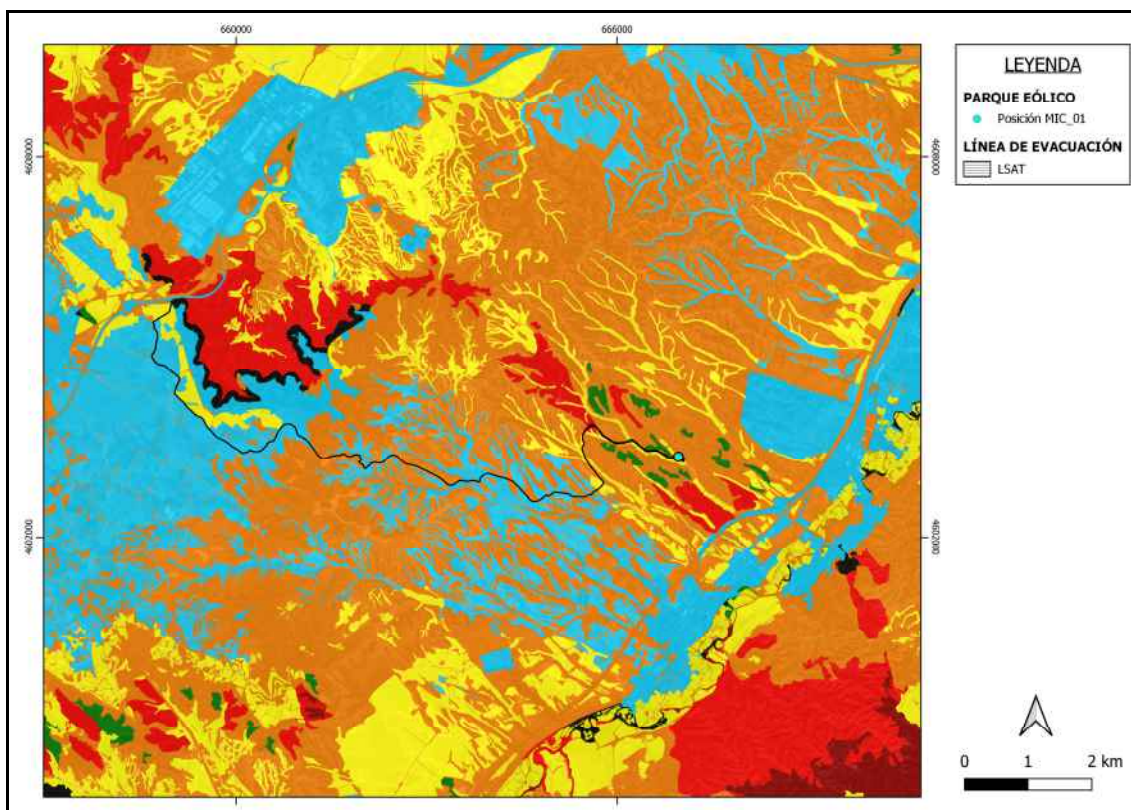 660000
666000
4608000
4608000
4602000
4602000
LEYENDA
PARQUE EÓLICO
Posición MIC_01
LÍNEA DE EVACUACIÓN
LSAT
0 1 2 km